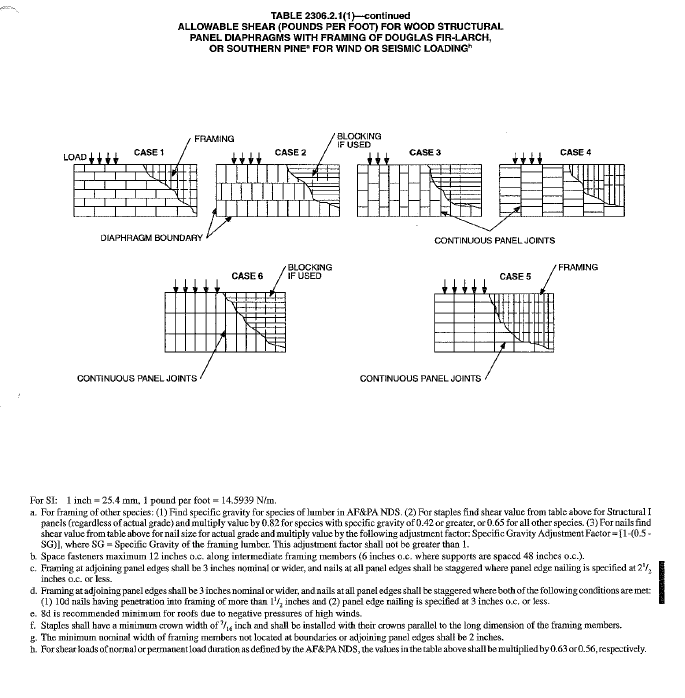 TABLE 2306.2.1(1)—continued
ALLOWABLE SHEAR (POUNDS PER FOOT) FOR WOOD STRUCTURAL
PANEL DIAPHRAGMS WITH FRAMING OF DOUGLAS FIR-LARCH,
OR SOUTHERN PINEᵃ FOR WIND OR SEISMIC LOADINGʰ
FRAMING
BLOCKING
IF USED
LOAD
CASE 1
CASE 2
CASE 3
CASE 4
DIAPHRAGM BOUNDARY
CONTINUOUS PANEL JOINTS
CASE 6
BLOCKING
IF USED
CASE 5
FRAMING
CONTINUOUS PANEL JOINTS
CONTINUOUS PANEL JOINTS
For SI: 1 inch = 25.4 mm, 1 pound per foot = 14.5939 N/m.
a. For framing of other species: (1) Find specific gravity for species of lumber in AF&PA NDS. (2) For staples find shear value from table above for Structural I
panels (regardless of actual grade) and multiply value by 0.82 for species with specific gravity of 0.42 or greater, or 0.65 for all other species. (3) For nails find
shear value from table above for nail size for actual grade and multiply value by the following adjustment factor: Specific Gravity Adjustment Factor = [1-(0.5 -
SG)], where SG = Specific Gravity of the framing lumber. This adjustment factor shall not be greater than 1.
b. Space fasteners maximum 12 inches o.c. along intermediate framing members (6 inches o.c. where supports are spaced 48 inches o.c.).
c. Framing at adjoining panel edges shall be 3 inches nominal or wider, and nails at all panel edges shall be staggered where panel edge nailing is specified at 2¹/₂
inches o.c. or less.
d. Framing at adjoining panel edges shall be 3 inches nominal or wider, and nails at all panel edges shall be staggered where both of the following conditions are met:
(1) 10d nails having penetration into framing of more than 1¹/₂ inches and (2) panel edge nailing is specified at 3 inches o.c. or less.
e. 8d is recommended minimum for roofs due to negative pressures of high winds.
f. Staples shall have a minimum crown width of ⁷/₁₆ inch and shall be installed with their crowns parallel to the long dimension of the framing members.
g. The minimum nominal width of framing members not located at boundaries or adjoining panel edges shall be 2 inches.
h. For shear loads of normal or permanent load duration as defined by the AF&PA NDS, the values in the table above shall be multiplied by 0.63 or 0.56, respectively.